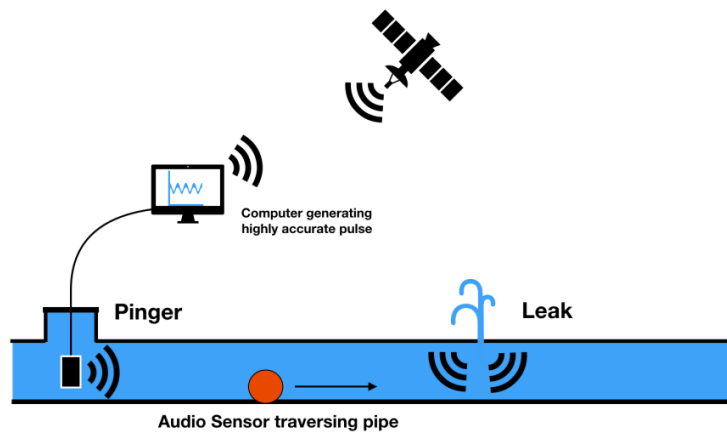 Computer generating
highly accurate pulse
Pinger
Leak
Audio Sensor traversing pipe